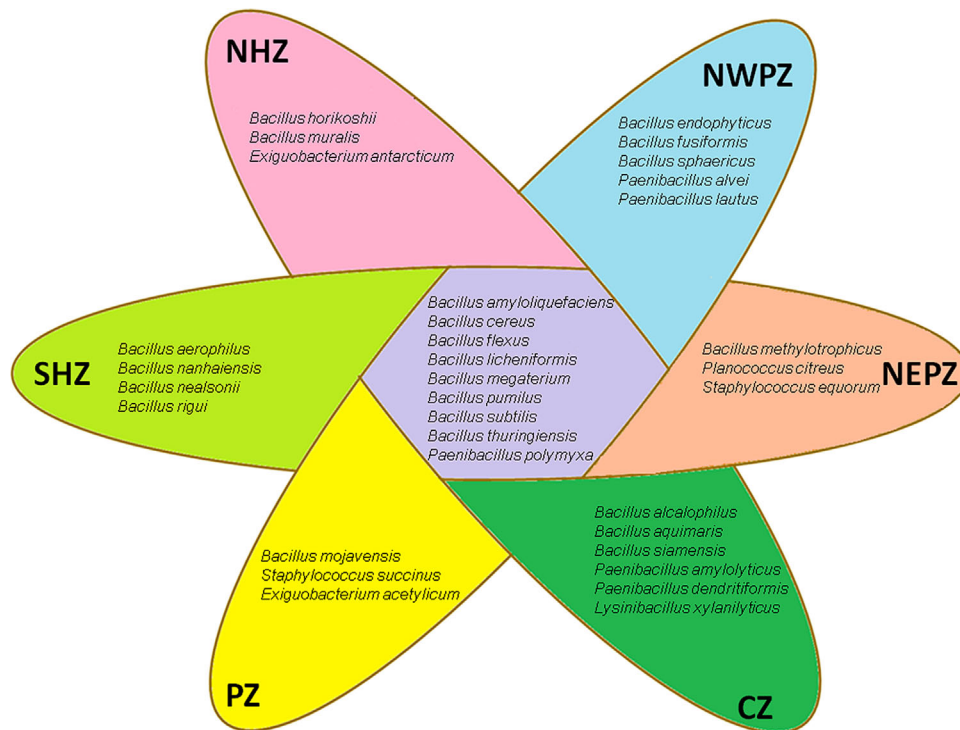 NHZ
Bacillus horikoshii
Bacillus muralis
Exiguobacterium antarcticum
NWPZ
Bacillus endophyticus
Bacillus fusiformis
Bacillus sphaericus
Paenibacillus alvei
Paenibacillus lautus
SHZ
Bacillus aerophilus
Bacillus nanhaiensis
Bacillus nealsonii
Bacillus rigui
Bacillus amyloliquefaciens
Bacillus cereus
Bacillus flexus
Bacillus licheniformis
Bacillus megaterium
Bacillus pumilus
Bacillus subtilis
Bacillus thuringiensis
Paenibacillus polymyxa
Bacillus methylotrophicus
Planococcus citreus
Staphylococcus equorum
NEPZ
Bacillus mojavensis
Staphylococcus succinus
Exiguobacterium acetylicum
PZ
Bacillus alcalophilus
Bacillus aquimaris
Bacillus siamensis
Paenibacillus amylolyticus
Paenibacillus dendritiformis
Lysinibacillus xylanilyticus
CZ